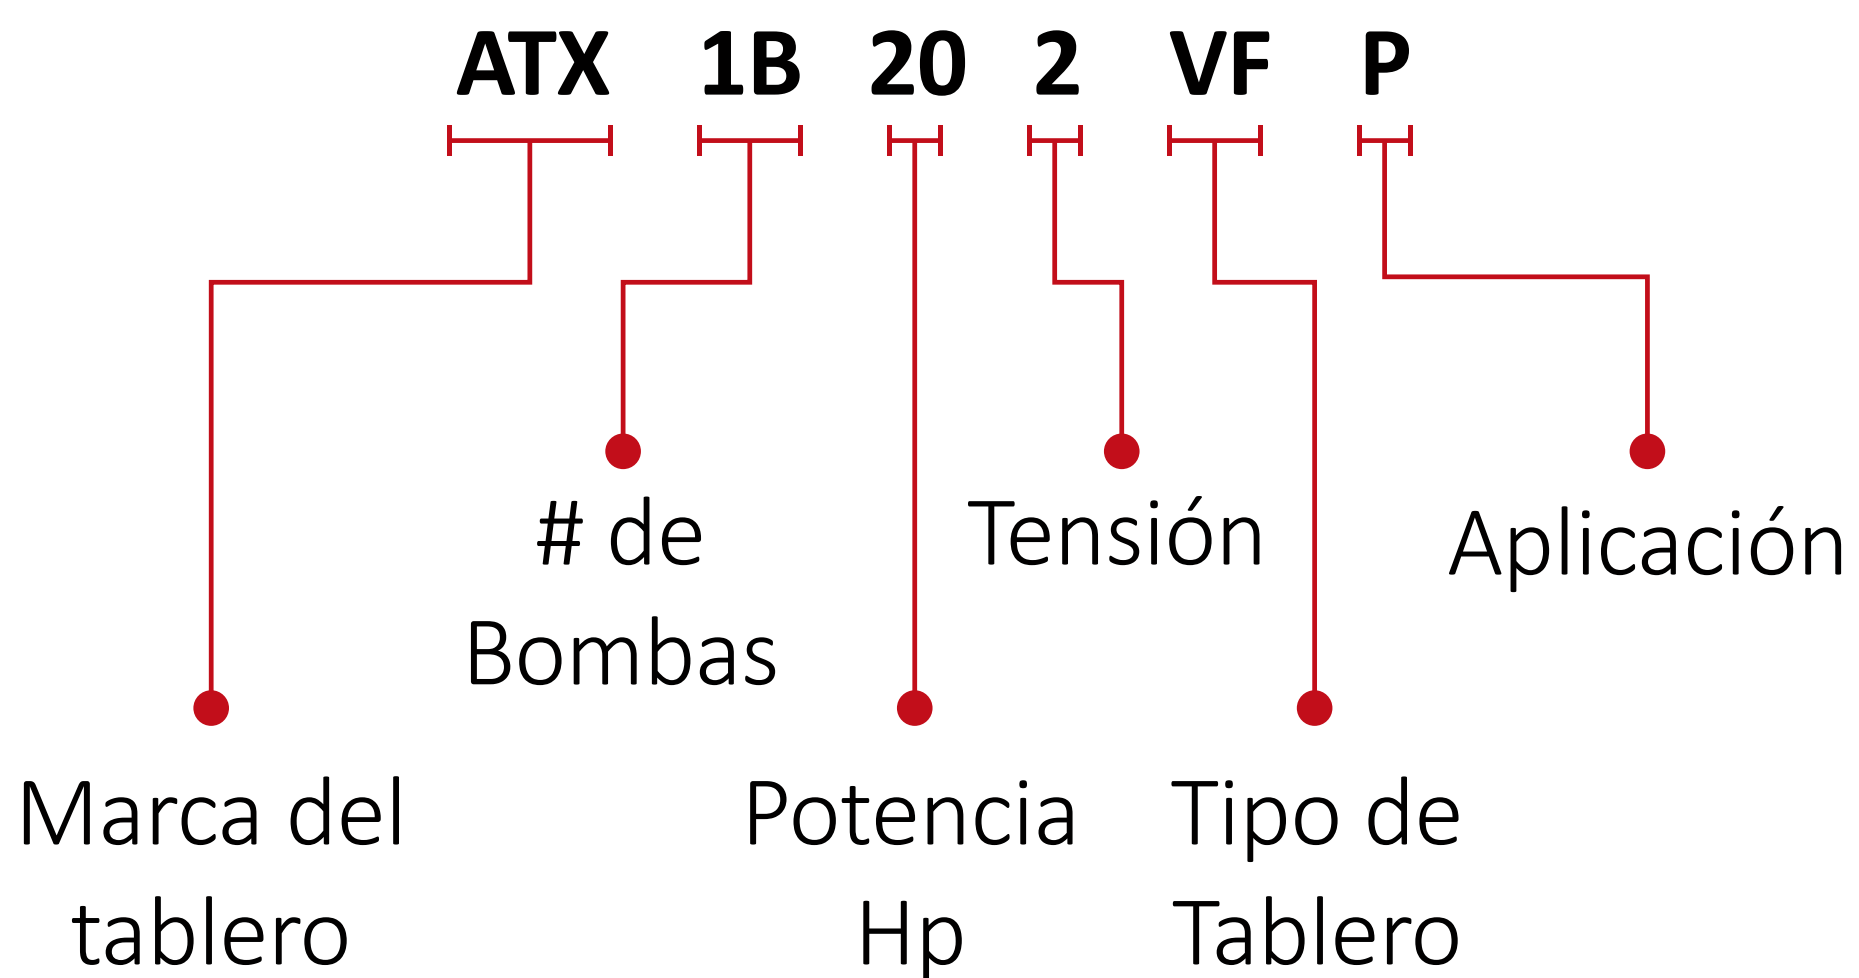 ATX 1B 20 2 VF P
# de
Bombas
Tensión
Aplicación
Marca del
tablero
Potencia
Hp
Tipo de
Tablero